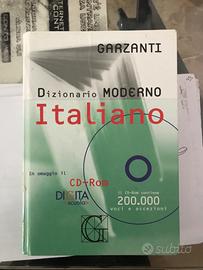 GARZANTI
Dizionario MODERNO
Italiano
In omaggio il
CD-Rom
DIGITA
il CD-Rom contiene
200.000
voci e accezioni
G
Subito